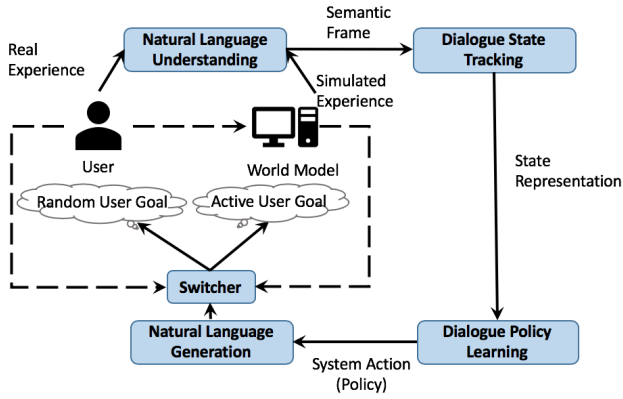 Real
Experience
Natural Language
Understanding
Semantic
Frame
Dialogue State
Tracking
Simulated
Experience
User
World Model
Random User Goal
Active User Goal
State
Representation
Switcher
Natural Language
Generation
System Action
(Policy)
Dialogue Policy
Learning